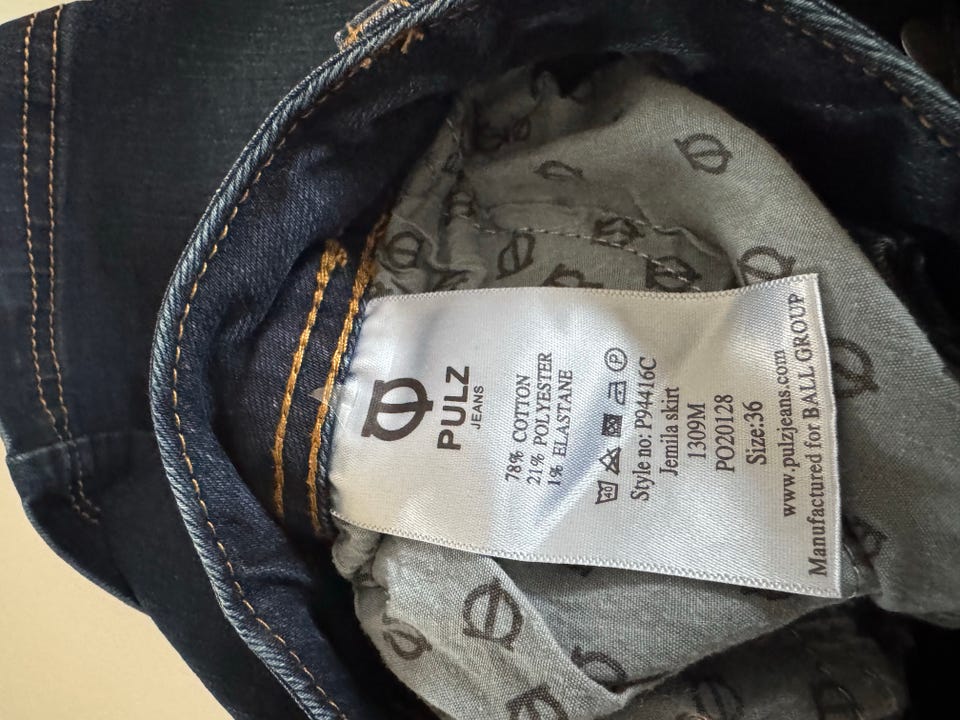 PULZ
JEANS
78% COTTON
21% POLYESTER
1% ELASTANE
Style no: P94416C
Jemila skirt
1309M
PO20128
Size:36
www.pulzjeans.com
Manufactured for BALL GROUP